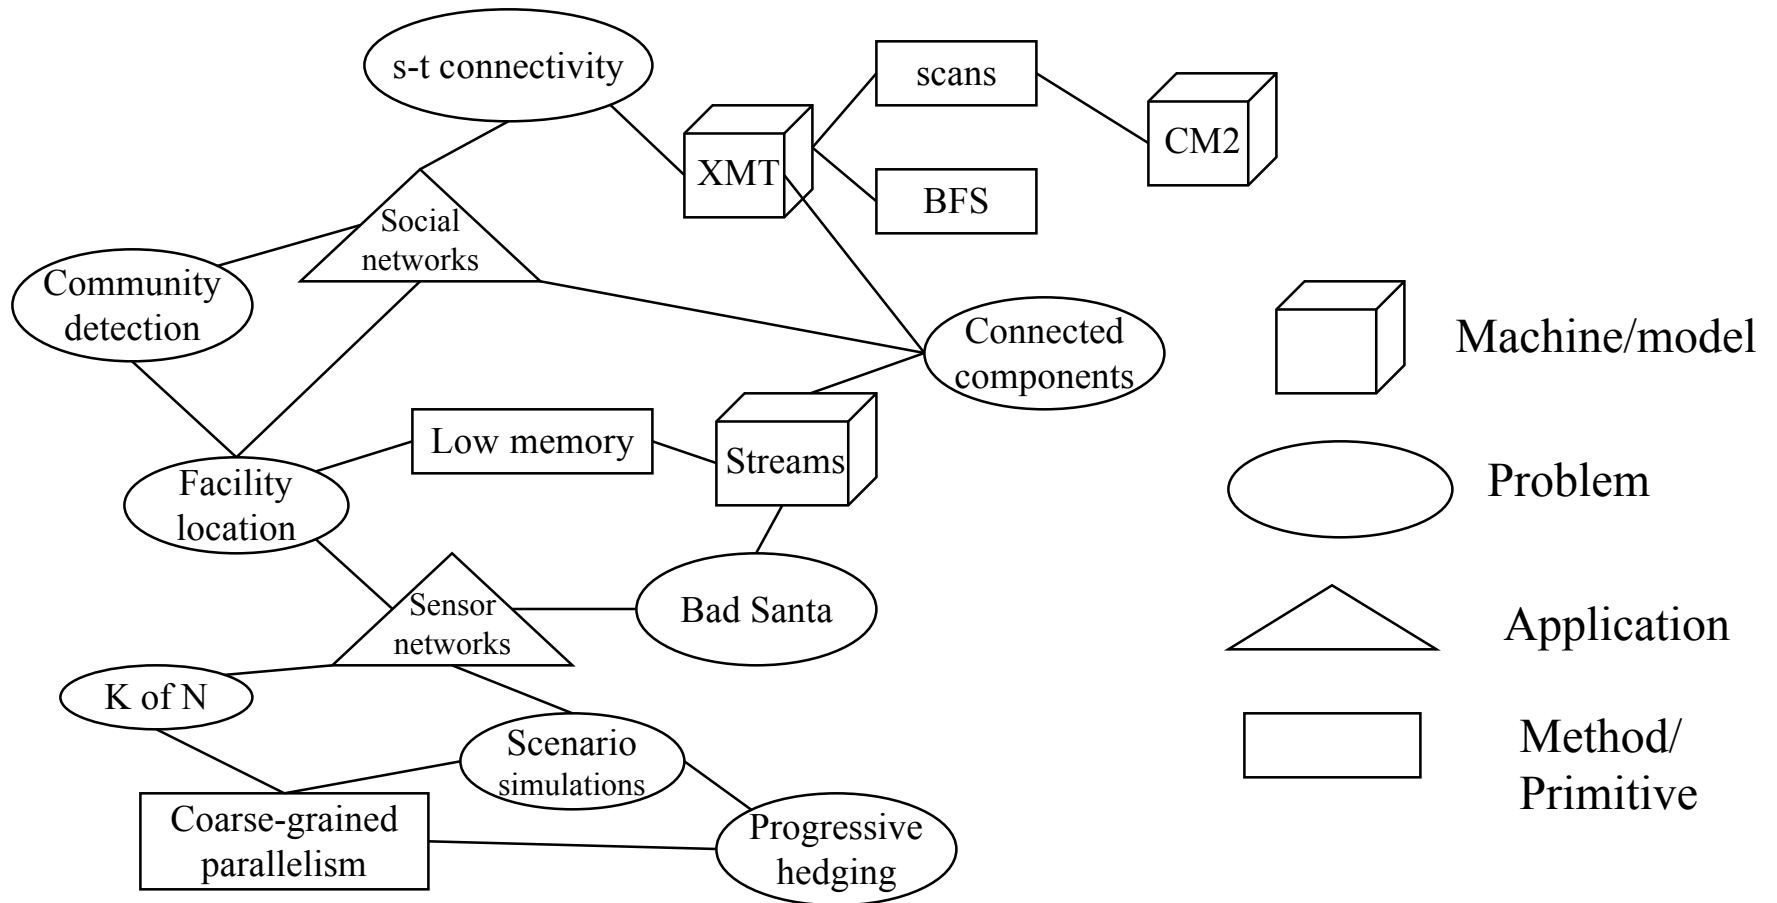 s-t connectivity
scans
XMT
CM2
BFS
Social
networks
Community
detection
Connected
components
Machine/model
Low memory
Streams
Facility
location
Problem
Sensor
networks
Bad Santa
Application
K of N
Scenario
simulations
Method/
Primitive
Coarse-grained
parallelism
Progressive
hedging